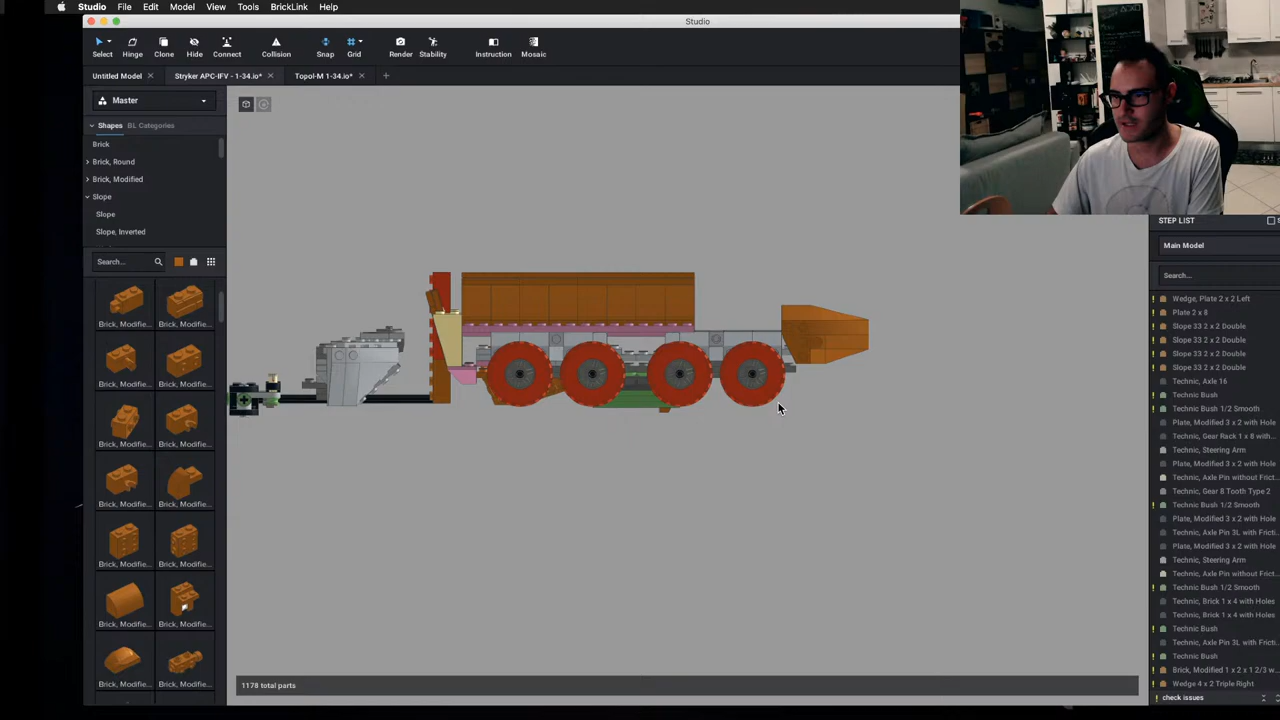 Studio File Edit Model View Tools BrickLink Help
Studio
Select Hinge Clone Hide Connect Collision Snap Grid Render Stability Instruction Mosaic
Untitled Model Stryker APC-IFV - 1-34.io* Topol-M 1-34.io*
Master
Shapes BL Categories
Brick
Brick, Round
Brick, Modified
Slope
Slope
Slope, Inverted
Search...
Brick, Modifie... Brick, Modifie...
Brick, Modifie... Brick, Modifie...
Brick, Modifie... Brick, Modifie...
Brick, Modifie... Brick, Modifie...
Brick, Modifie... Brick, Modifie...
Brick, Modifie... Brick, Modifie...
Brick, Modifie... Brick, Modifie...
1178 total parts
STEP LIST
Main Model
Search...
Wedge, Plate 2 x 2 Left
Plate 2 x 8
Slope 33 2 x 2 Double
Slope 33 2 x 2 Double
Slope 33 2 x 2 Double
Slope 33 2 x 2 Double
Technic, Axle 16
Technic Bush
Technic Bush 1/2 Smooth
Plate, Modified 3 x 2 with Hole
Technic, Gear Rack 1 x 8 with...
Technic, Steering Arm
Plate, Modified 3 x 2 with Hole
Technic, Axle Pin without Frict...
Technic, Gear 8 Tooth Type 2
Technic Bush 1/2 Smooth
Plate, Modified 3 x 2 with Hole
Technic, Axle Pin 3L with Fricti...
Plate, Modified 3 x 2 with Hole
Technic, Steering Arm
Technic, Axle Pin without Frict...
Technic Bush 1/2 Smooth
Technic, Brick 1 x 4 with Holes
Technic, Brick 1 x 4 with Holes
Technic Bush
Technic, Axle Pin 3L with Fricti...
Technic Bush
Brick, Modified 1 x 2 x 1 2/3 w...
Wedge 4 x 2 Triple Right
check issues